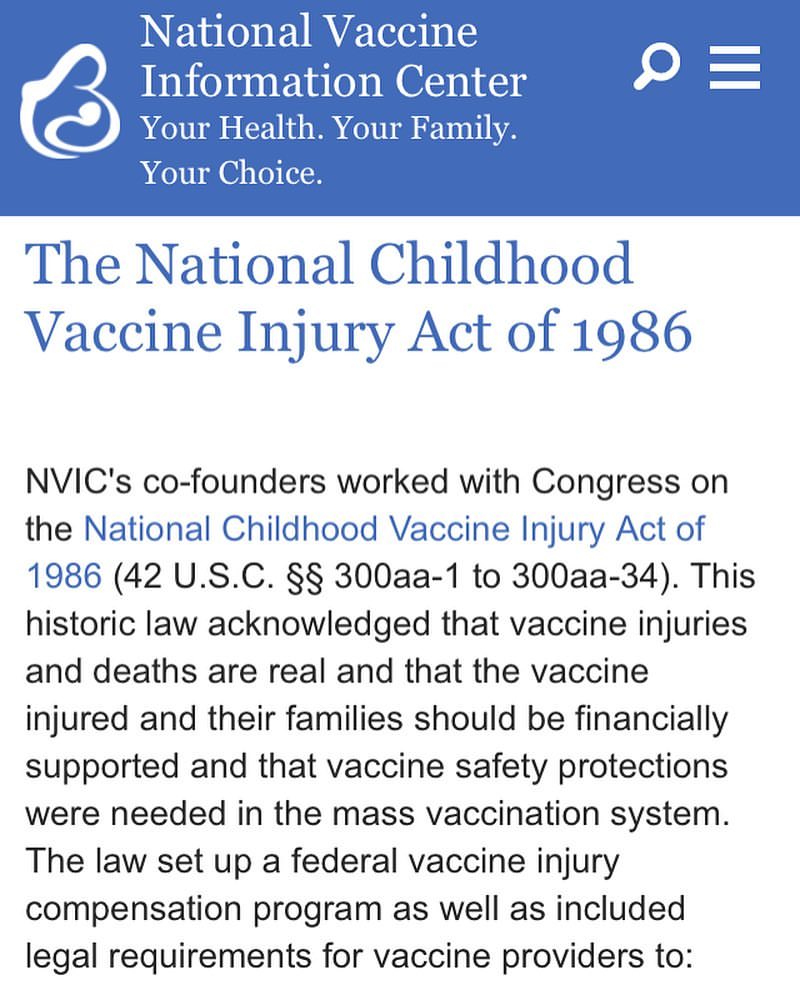 National Vaccine
Information Center
Your Health. Your Family.
Your Choice.
The National Childhood
Vaccine Injury Act of 1986
NVIC's co-founders worked with Congress on
the National Childhood Vaccine Injury Act of
1986 (42 U.S.C. §§ 300aa-1 to 300aa-34). This
historic law acknowledged that vaccine injuries
and deaths are real and that the vaccine
injured and their families should be financially
supported and that vaccine safety protections
were needed in the mass vaccination system.
The law set up a federal vaccine injury
compensation program as well as included
legal requirements for vaccine providers to: